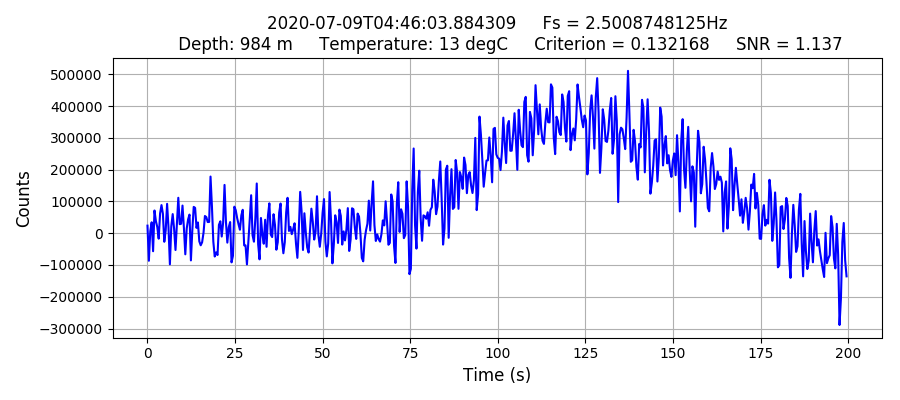 2020-07-09T04:46:03.884309 Fs = 2.5008748125Hz
Depth: 984 m Temperature: 13 degC Criterion = 0.132168 SNR = 1.137
500000
400000
300000
200000
100000
0
−100000
−200000
−300000
Counts
0 25 50 75 100 125 150 175 200
Time (s)